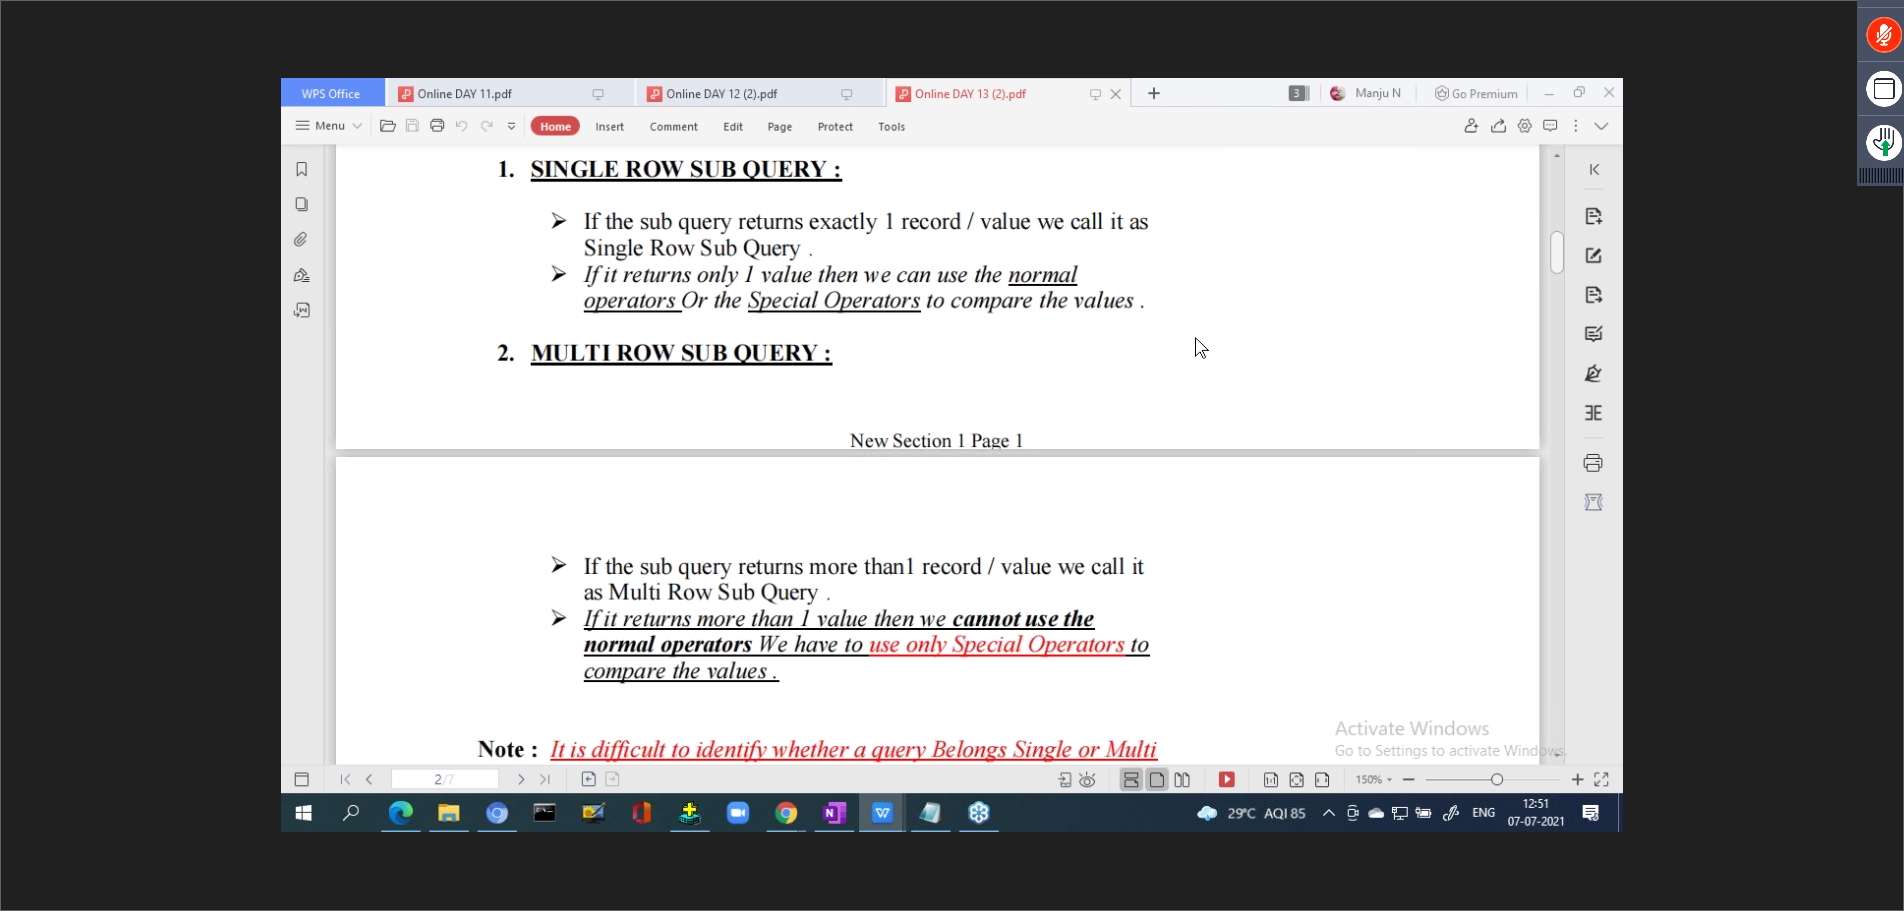 WPS Office
Online DAY 11.pdf
Online DAY 12 (2).pdf
Online DAY 13 (2).pdf
3
Manju N
Go Premium
Menu
Home
Insert
Comment
Edit
Page
Protect
Tools
1. SINGLE ROW SUB QUERY :
➢ If the sub query returns exactly 1 record / value we call it as
Single Row Sub Query .
➢ If it returns only 1 value then we can use the normal
operators Or the Special Operators to compare the values .
2. MULTI ROW SUB QUERY :
New Section 1 Page 1
➢ If the sub query returns more than1 record / value we call it
as Multi Row Sub Query .
➢ If it returns more than 1 value then we cannot use the
normal operators We have to use only Special Operators to
compare the values .
Note : It is difficult to identify whether a query Belongs Single or Multi
Activate Windows
Go to Settings to activate Windows.
2/7
150%
29°C AQI 85
ENG
12:51
07-07-2021